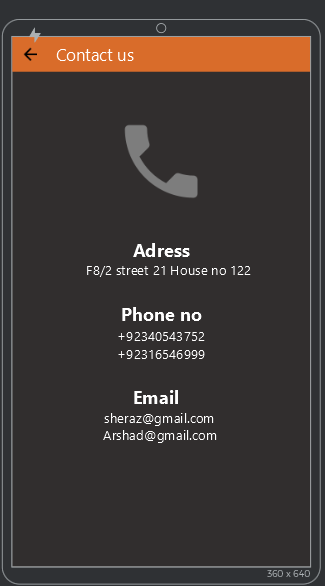 Contact us
Adress
F8/2 street 21 House no 122
Phone no
+92340543752
+92316546999
Email
sheraz@gmail.com
Arshad@gmail.com
360 x 640